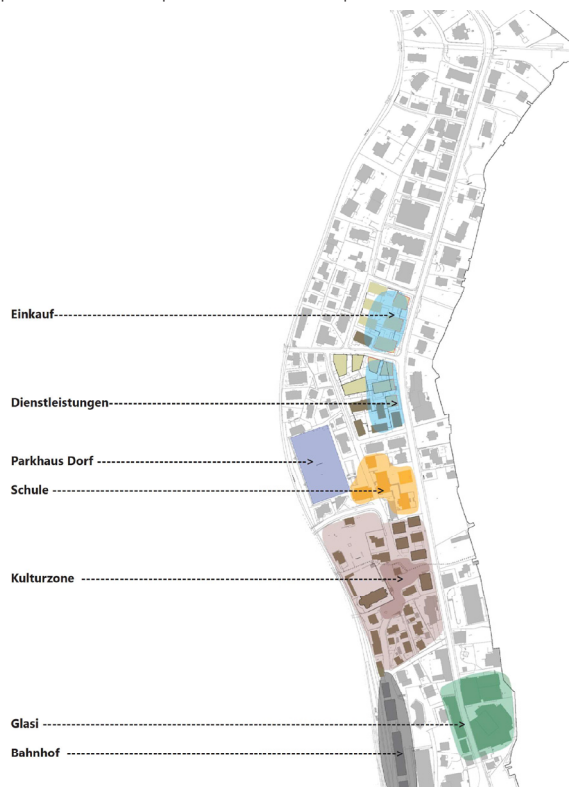 Einkauf
Dienstleistungen
Parkhaus Dorf
Schule
Kulturzone
Glasi
Bahnhof